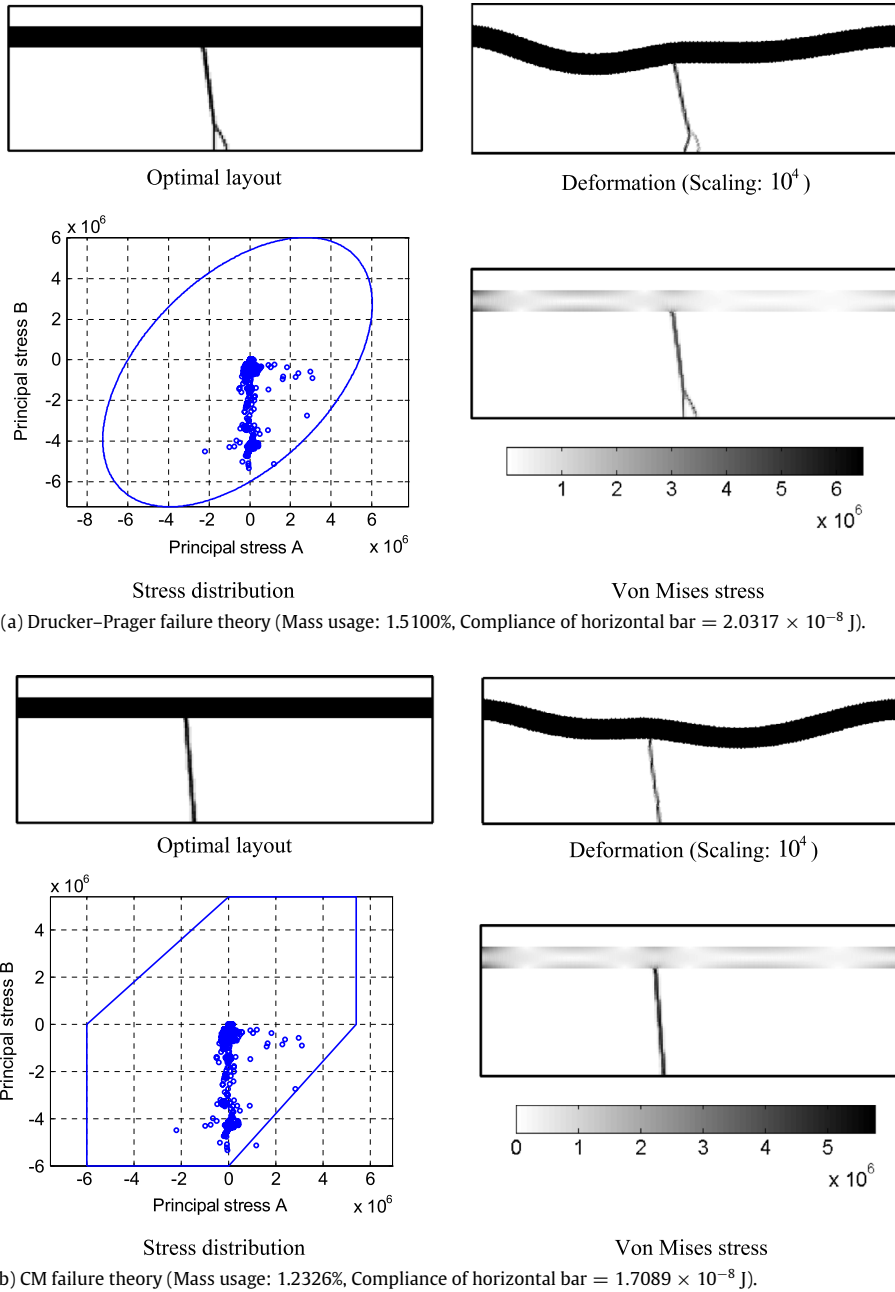 Optimal layout
Deformation (Scaling: 10^4)
x 10^6
6
4
2
0
-2
-4
-6
Principal stress B
-8 -6 -4 -2 0 2 4 6
Principal stress A x 10^6
1 2 3 4 5 6
x 10^6
Stress distribution
Von Mises stress
(a) Drucker–Prager failure theory (Mass usage: 1.5100%, Compliance of horizontal bar = 2.0317 × 10^−8 J).
Optimal layout
Deformation (Scaling: 10^4)
x 10^6
4
2
0
-2
-4
-6
Principal stress B
-6 -4 -2 0 2 4 6
Principal stress A x 10^6
0 1 2 3 4 5
x 10^6
Stress distribution
Von Mises stress
b) CM failure theory (Mass usage: 1.2326%, Compliance of horizontal bar = 1.7089 × 10^−8 J).